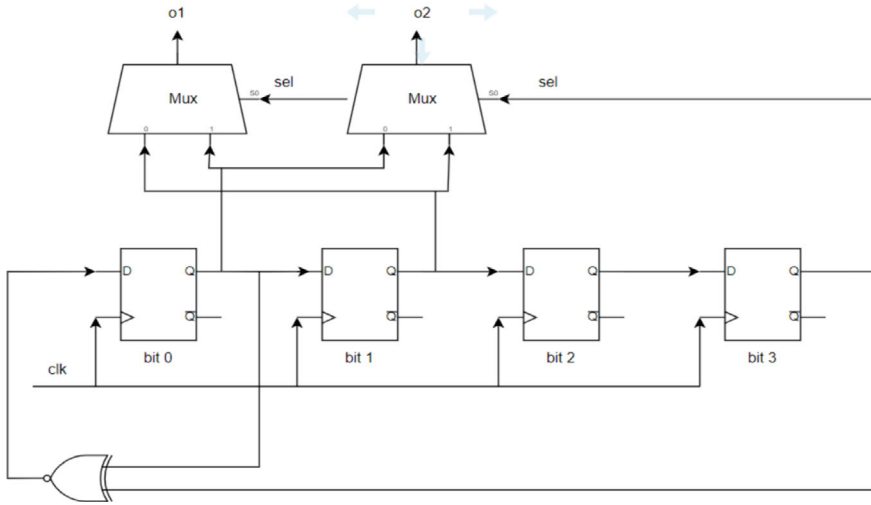 o1 o2
sel sel
Mux S0 Mux S0
0 1 0 1
D Q D Q D Q D Q
Q Q Q Q
bit 0 bit 1 bit 2 bit 3
clk